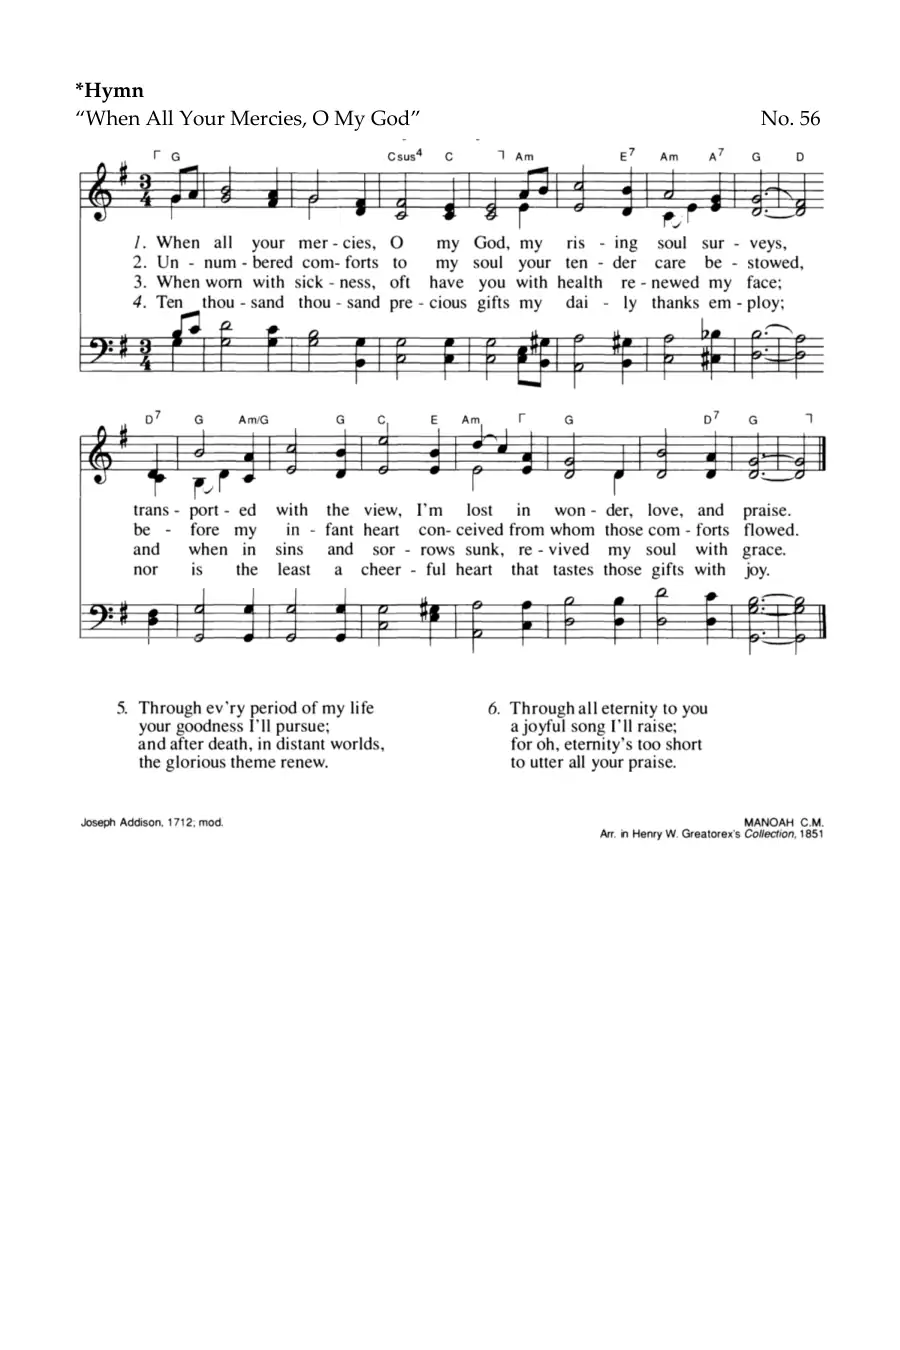 *Hymn
“When All Your Mercies, O My God” No. 56
G Csus4 C Am E7 Am A7 G D
1. When all your mer - cies, O my God, my ris - ing soul sur - veys,
2. Un - num - bered com- forts to my soul your ten - der care be - stowed,
3. When worn with sick - ness, oft have you with health re - newed my face;
4. Ten thou - sand thou - sand pre - cious gifts my dai - ly thanks em - ploy;
D7 G Am/G G C E Am G D7 G
trans - port - ed with the view, I’m lost in won - der, love, and praise.
be - fore my in - fant heart con- ceived from whom those com - forts flowed.
and when in sins and sor - rows sunk, re - vived my soul with grace.
nor is the least a cheer - ful heart that tastes those gifts with joy.
5. Through ev’ry period of my life
your goodness I’ll pursue;
and after death, in distant worlds,
the glorious theme renew.
6. Through all eternity to you
a joyful song I’ll raise;
for oh, eternity’s too short
to utter all your praise.
Joseph Addison, 1712; mod.
MANOAH C.M.
Arr. in Henry W. Greatorex’s Collection, 1851